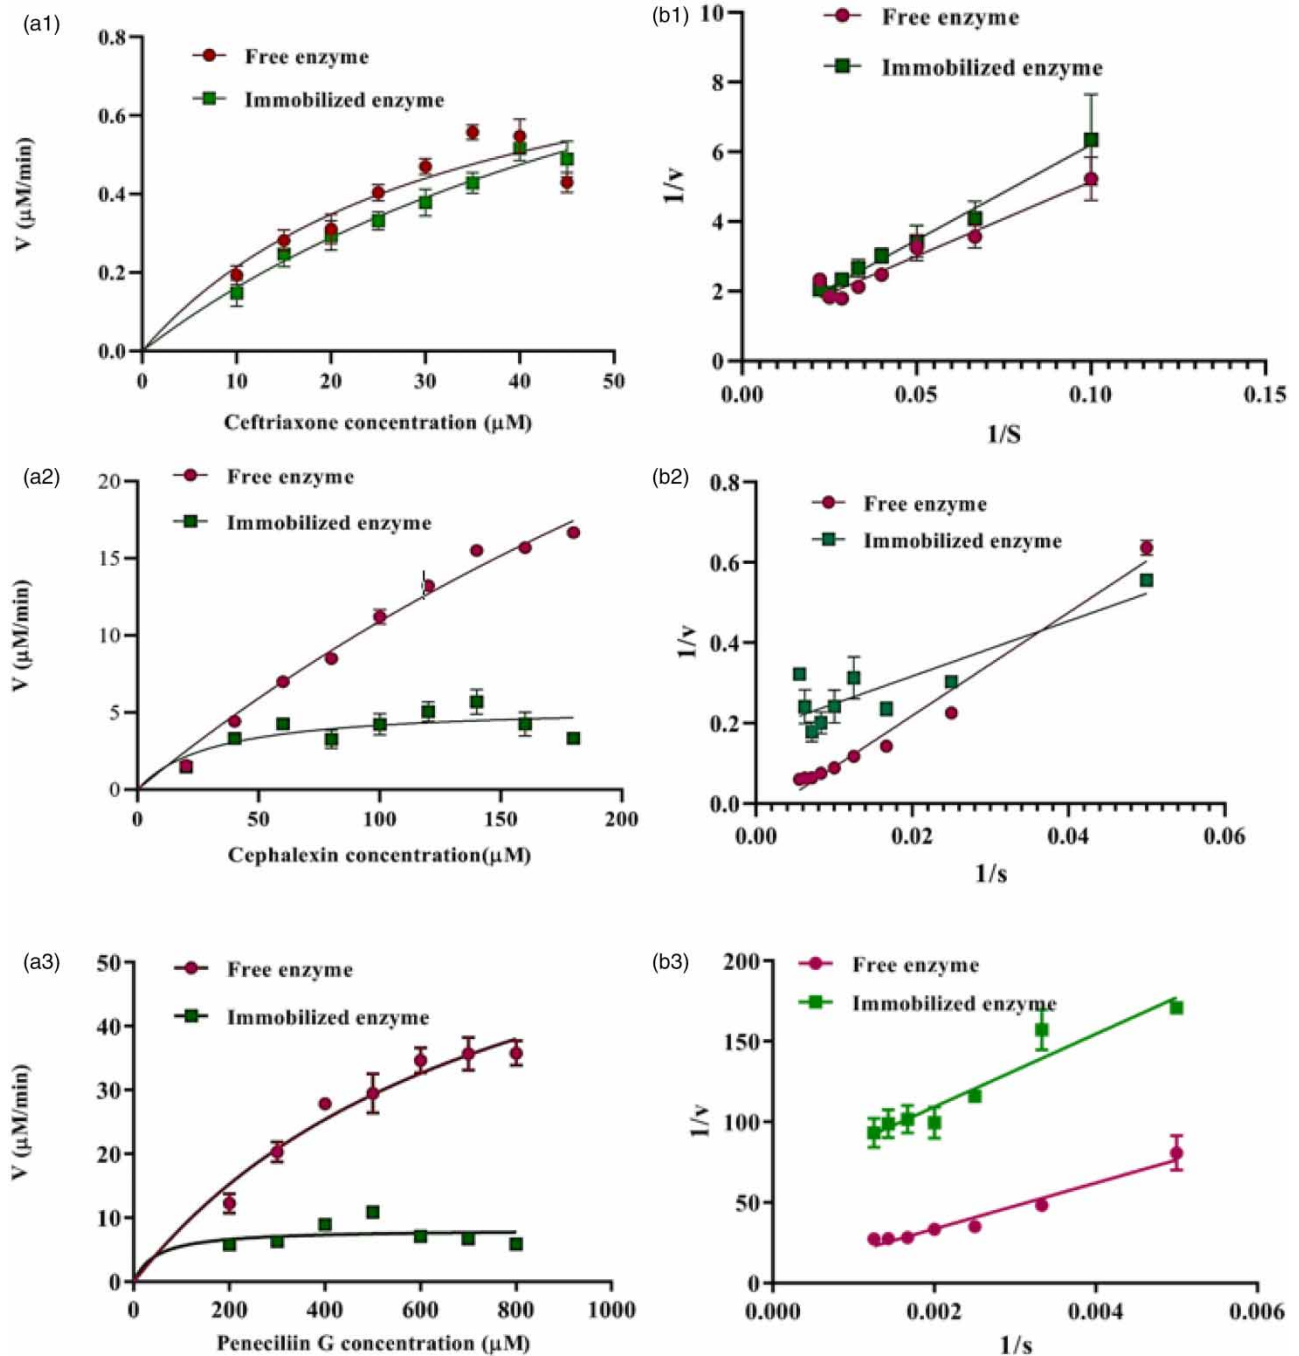 (a1)
Free enzyme
Immobilized enzyme
V (µM/min)
0.8
0.6
0.4
0.2
0.0
0 10 20 30 40 50
Ceftriaxone concentration (µM)
(b1)
Free enzyme
Immobilized enzyme
1/v
10
8
6
4
2
0
0.00 0.05 0.10 0.15
1/S
(a2)
Free enzyme
Immobilized enzyme
V (µM/min)
20
15
10
5
0
0 50 100 150 200
Cephalexin concentration(µM)
(b2)
Free enzyme
Immobilized enzyme
1/v
0.8
0.6
0.4
0.2
0.0
0.00 0.02 0.04 0.06
1/s
(a3)
Free enzyme
Immobilized enzyme
V (µM/min)
50
40
30
20
10
0
0 200 400 600 800 1000
Peneciliin G concentration (µM)
(b3)
Free enzyme
Immobilized enzyme
1/v
200
150
100
50
0
0.000 0.002 0.004 0.006
1/s